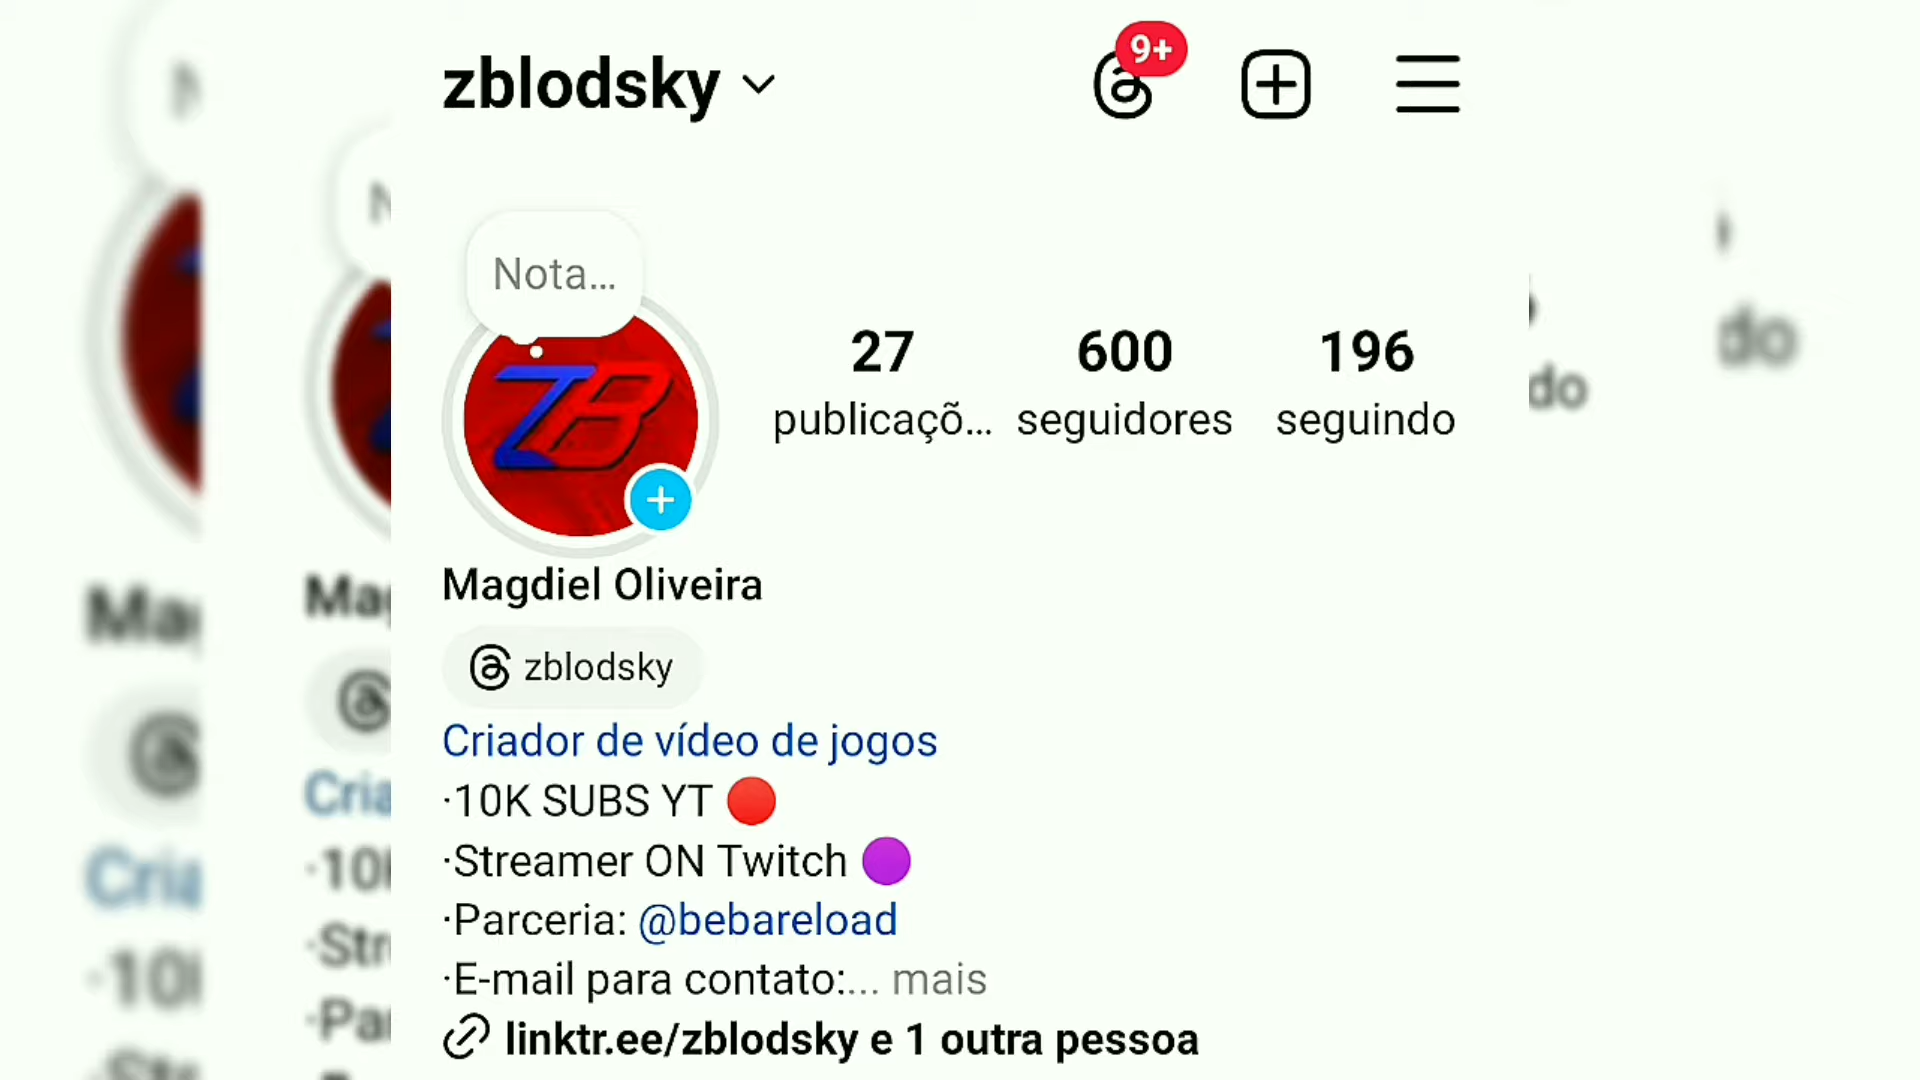 zblodsky
9+
Nota...
ZB
27 600 196
publicaçõ... seguidores seguindo
Magdiel Oliveira
zblodsky
Criador de vídeo de jogos
·10K SUBS YT
·Streamer ON Twitch
·Parceria: @bebareload
·E-mail para contato:... mais
linktr.ee/zblodsky e 1 outra pessoa